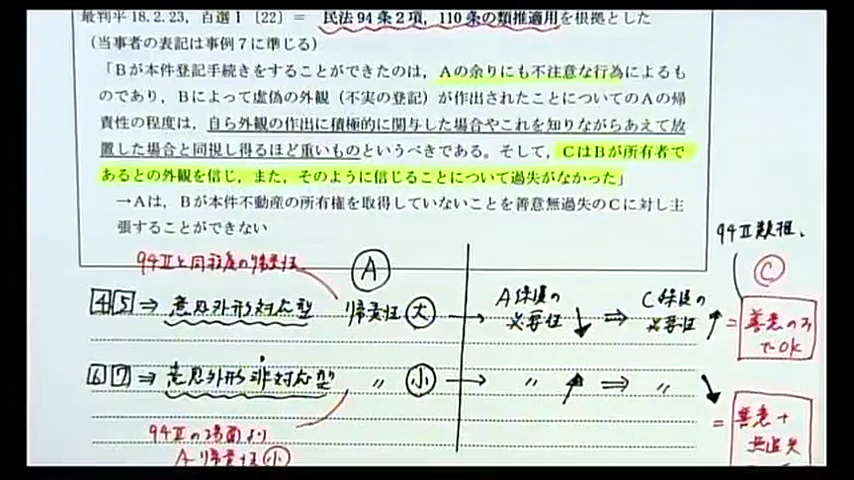 最判平 18.2.23，百選Ⅰ〔22〕＝ 民法94条2項，110条の類推適用を根拠とした
（当事者の表記は事例７に準じる）
「Ｂが本件登記手続きをすることができたのは，Ａの余りにも不注意な行為によるも
のであり，Ｂによって虚偽の外観（不実の登記）が作出されたことについてのＡの帰
責性の程度は，自ら外観の作出に積極的に関与した場合やこれを知りながらあえて放
置した場合と同視し得るほど重いものというべきである。そして，ＣはＢが所有者で
あるとの外観を信じ，また，そのように信じることについて過失がなかった」
→Ａは，Ｂが本件不動産の所有権を取得していないことを善意無過失のＣに対し主
張することができない
94Ⅱ類推、
94Ⅱと同程度の帰責性
Ａ
Ｃ
4 5 ⇒ 意思外形対応型 帰責性 大 → Ａ保護の必要性 ↓ ⇒ Ｃ保護の必要性 ↑ ＝ 善意のみでOK
6 7 ⇒ 意思外形非対応型 〃 小 → 〃 ↑ ⇒ 〃 ↓ ＝ 善意＋無過失
94Ⅱの場面より
Ａ帰責性 小